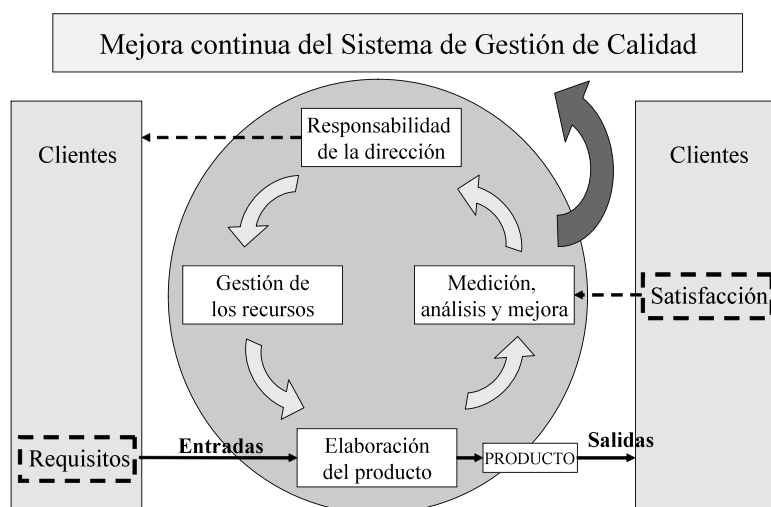 Mejora continua del Sistema de Gestión de Calidad
Clientes
Responsabilidad
de la dirección
Clientes
Gestión de
los recursos
Medición,
análisis y mejora
Satisfacción
Requisitos
Entradas
Elaboración
del producto
PRODUCTO
Salidas